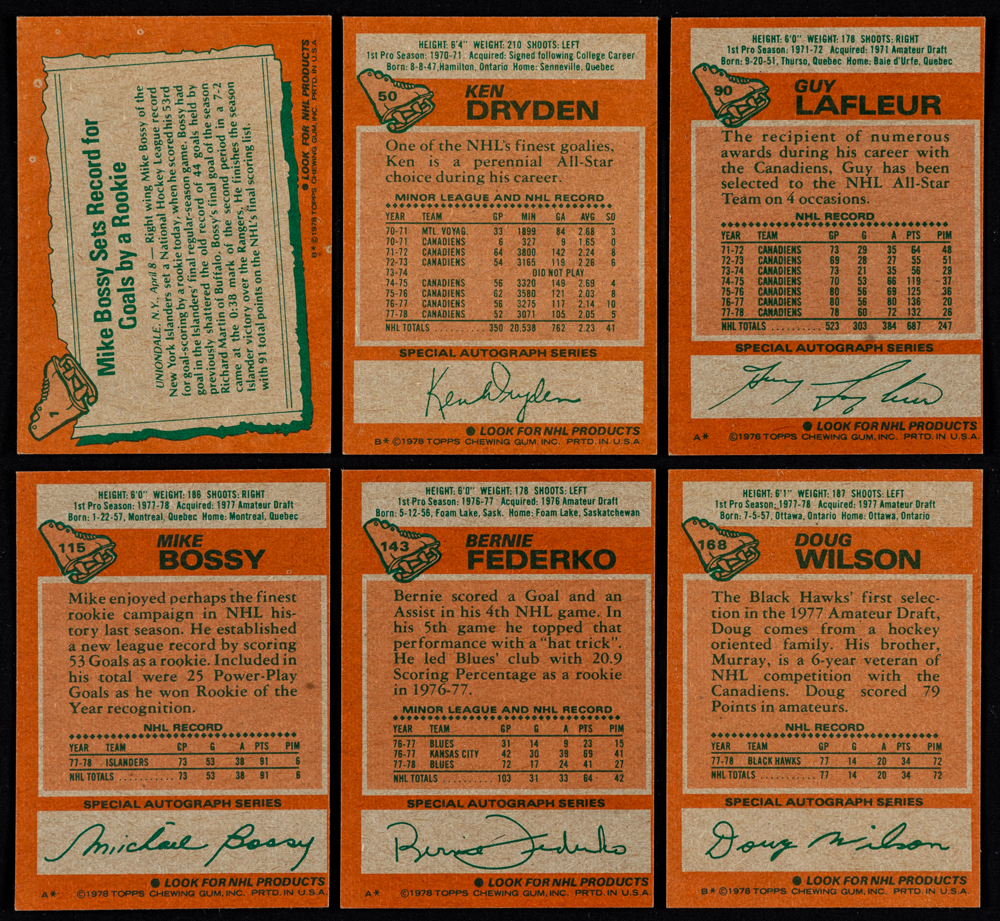 1
Mike Bossy Sets Record for
Goals by a Rookie
UNIONDALE, N.Y., April 8 — Right wing Mike Bossy of the
New York Islanders set a National Hockey League record
for goal-scoring by a rookie today, when he scored his 53rd
goal in the Islanders' final regular-season game. Bossy had
previously shattered the old record of 44 goals held by
Richard Martin of Buffalo. Bossy's final goal of the season
came at the 0:38 mark of the second period in a 7-2
Islander victory over the Rangers. He finishes the season
with 91 total points on the NHL's final scoring list.
● LOOK FOR NHL PRODUCTS
B* ©1978 TOPPS CHEWING GUM, INC. PRTD. IN U.S.A.
HEIGHT: 6'4" WEIGHT: 210 SHOOTS: LEFT
1st Pro Season: 1970-71 Acquired: Signed following College Career
Born: 8-8-47, Hamilton, Ontario Home: Senneville, Quebec
50
KEN
DRYDEN
One of the NHL's finest goalies,
Ken is a perennial All-Star
choice during his career.
MINOR LEAGUE AND NHL RECORD
YEAR TEAM GP MIN GA AVG SO
70-71 MTL. VOYAG. 33 1899 84 2.68 3
70-71 CANADIENS 6 327 9 1.65 0
71-72 CANADIENS 64 3800 142 2.24 8
72-73 CANADIENS 54 3165 119 2.26 6
73-74 DID NOT PLAY
74-75 CANADIENS 56 3320 149 2.69 4
75-76 CANADIENS 62 3580 121 2.03 8
76-77 CANADIENS 56 3275 117 2.14 10
77-78 CANADIENS 52 3071 105 2.05 5
NHL TOTALS .......... 350 20,538 762 2.23 41
SPECIAL AUTOGRAPH SERIES
Ken Dryden
● LOOK FOR NHL PRODUCTS
B* ©1978 TOPPS CHEWING GUM, INC. PRTD. IN U.S.A.
HEIGHT: 6'0" WEIGHT: 178 SHOOTS: RIGHT
1st Pro Season: 1971-72 Acquired: 1971 Amateur Draft
Born: 9-20-51, Thurso, Quebec Home: Baie d'Urfe, Quebec
90
GUY
LAFLEUR
The recipient of numerous
awards during his career with
the Canadiens, Guy has been
selected to the NHL All-Star
Team on 4 occasions.
NHL RECORD
YEAR TEAM GP G A PTS PIM
71-72 CANADIENS 73 29 35 64 48
72-73 CANADIENS 69 28 27 55 51
73-74 CANADIENS 73 21 35 56 29
74-75 CANADIENS 70 53 66 119 37
75-76 CANADIENS 80 56 69 125 36
76-77 CANADIENS 80 56 80 136 20
77-78 CANADIENS 78 60 72 132 26
NHL TOTALS .......... 523 303 384 687 247
SPECIAL AUTOGRAPH SERIES
Guy Lafleur
● LOOK FOR NHL PRODUCTS
A* ©1978 TOPPS CHEWING GUM, INC. PRTD. IN U.S.A.
HEIGHT: 6'0" WEIGHT: 186 SHOOTS: RIGHT
1st Pro Season: 1977-78 Acquired: 1977 Amateur Draft
Born: 1-22-57, Montreal, Quebec Home: Montreal, Quebec
115
MIKE
BOSSY
Mike enjoyed perhaps the finest
rookie campaign in NHL his-
tory last season. He established
a new league record by scoring
53 Goals as a rookie. Included in
his total were 25 Power-Play
Goals as he won Rookie of the
Year recognition.
NHL RECORD
YEAR TEAM GP G A PTS PIM
77-78 ISLANDERS 73 53 38 91 6
NHL TOTALS .......... 73 53 38 91 6
SPECIAL AUTOGRAPH SERIES
Michael Bossy
● LOOK FOR NHL PRODUCTS
A* ©1978 TOPPS CHEWING GUM, INC. PRTD. IN U.S.A.
HEIGHT: 6'0" WEIGHT: 178 SHOOTS: LEFT
1st Pro Season: 1976-77 Acquired: 1976 Amateur Draft
Born: 5-12-56, Foam Lake, Sask. Home: Foam Lake, Saskatchewan
143
BERNIE
FEDERKO
Bernie scored a Goal and an
Assist in his 4th NHL game. In
his 5th game he topped that
performance with a "hat trick".
He led Blues' club with 20.9
Scoring Percentage as a rookie
in 1976-77.
MINOR LEAGUE AND NHL RECORD
YEAR TEAM GP G A PTS PIM
76-77 BLUES 31 14 9 23 15
76-77 KANSAS CITY 42 30 39 69 41
77-78 BLUES 72 17 24 41 27
NHL TOTALS .......... 103 31 33 64 42
SPECIAL AUTOGRAPH SERIES
Bernie Federko
● LOOK FOR NHL PRODUCTS
A* ©1978 TOPPS CHEWING GUM, INC. PRTD. IN U.S.A.
HEIGHT: 6'1" WEIGHT: 187 SHOOTS: LEFT
1st Pro Season: 1977-78 Acquired: 1977 Amateur Draft
Born: 7-5-57, Ottawa, Ontario Home: Ottawa, Ontario
168
DOUG
WILSON
The Black Hawks' first selec-
tion in the 1977 Amateur Draft,
Doug comes from a hockey
oriented family. His brother,
Murray, is a 6-year veteran of
NHL competition with the
Canadiens. Doug scored 79
Points in amateurs.
NHL RECORD
YEAR TEAM GP G A PTS PIM
77-78 BLACK HAWKS 77 14 20 34 72
NHL TOTALS .......... 77 14 20 34 72
SPECIAL AUTOGRAPH SERIES
Doug Wilson
● LOOK FOR NHL PRODUCTS
B* ©1978 TOPPS CHEWING GUM, INC. PRTD. IN U.S.A.